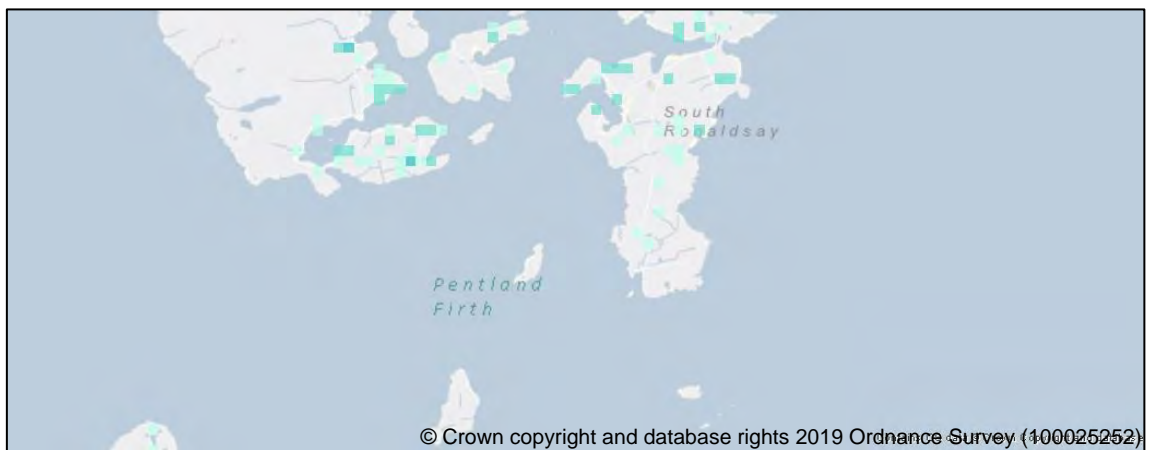 South
Ronaldsay
Pentland
Firth
© Crown copyright and database rights 2019 Ordnance Survey (100025252)